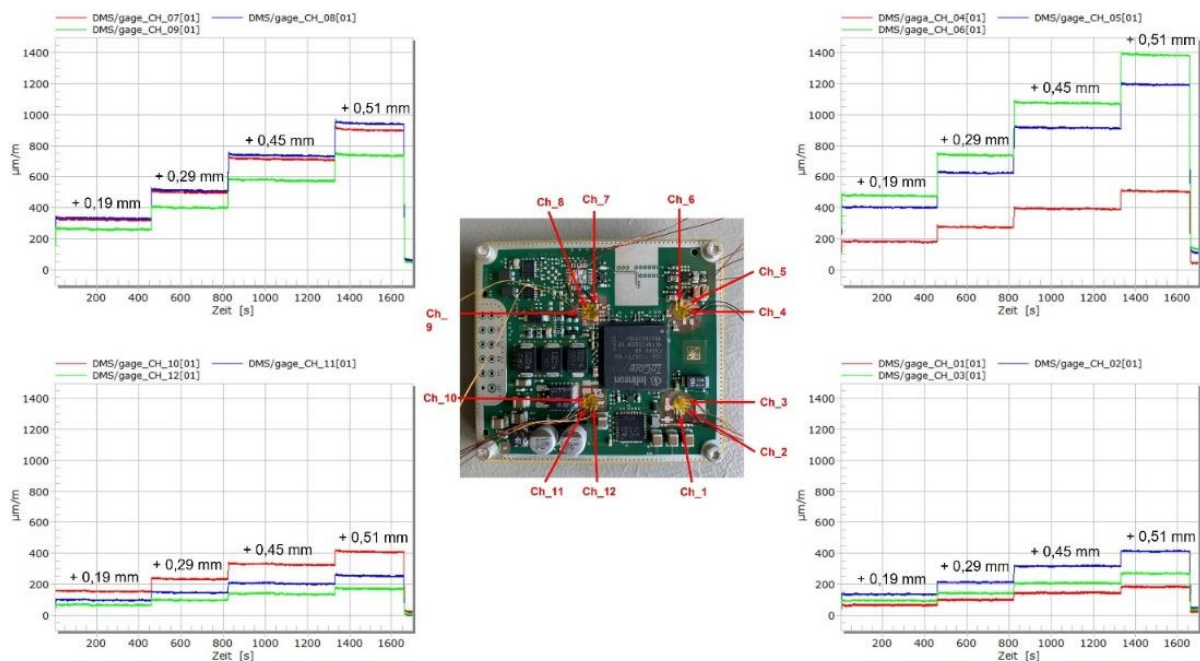 DMS/gage_CH_07[01] DMS/gage_CH_08[01]
DMS/gage_CH_09[01]
1400
1200
1000
800
600
400
200
0
µm/m
+ 0,19 mm
+ 0,29 mm
+ 0,45 mm
+ 0,51 mm
200 400 600 800 1000 1200 1400 1600
Zeit [s]
DMS/gaga_CH_04[01] DMS/gage_CH_05[01]
DMS/gage_CH_06[01]
1400
1200
1000
800
600
400
200
0
µm/m
+ 0,19 mm
+ 0,29 mm
+ 0,45 mm
+ 0,51 mm
200 400 600 800 1000 1200 1400 1600
Zeit [s]
Ch_8
Ch_7
Ch_6
Ch_5
Ch_4
Ch_
9
Ch_10
Ch_3
Ch_2
Ch_11
Ch_12
Ch_1
Infineon
DMS/gage_CH_10[01] DMS/gage_CH_11[01]
DMS/gage_CH_12[01]
1400
1200
1000
800
600
400
200
0
µm/m
+ 0,19 mm
+ 0,29 mm
+ 0,45 mm
+ 0,51 mm
200 400 600 800 1000 1200 1400 1600
Zeit [s]
DMS/gage_CH_01[01] DMS/gage_CH_02[01]
DMS/gage_CH_03[01]
1400
1200
1000
800
600
400
200
0
µm/m
+ 0,19 mm
+ 0,29 mm
+ 0,45 mm
+ 0,51 mm
200 400 600 800 1000 1200 1400 1600
Zeit [s]